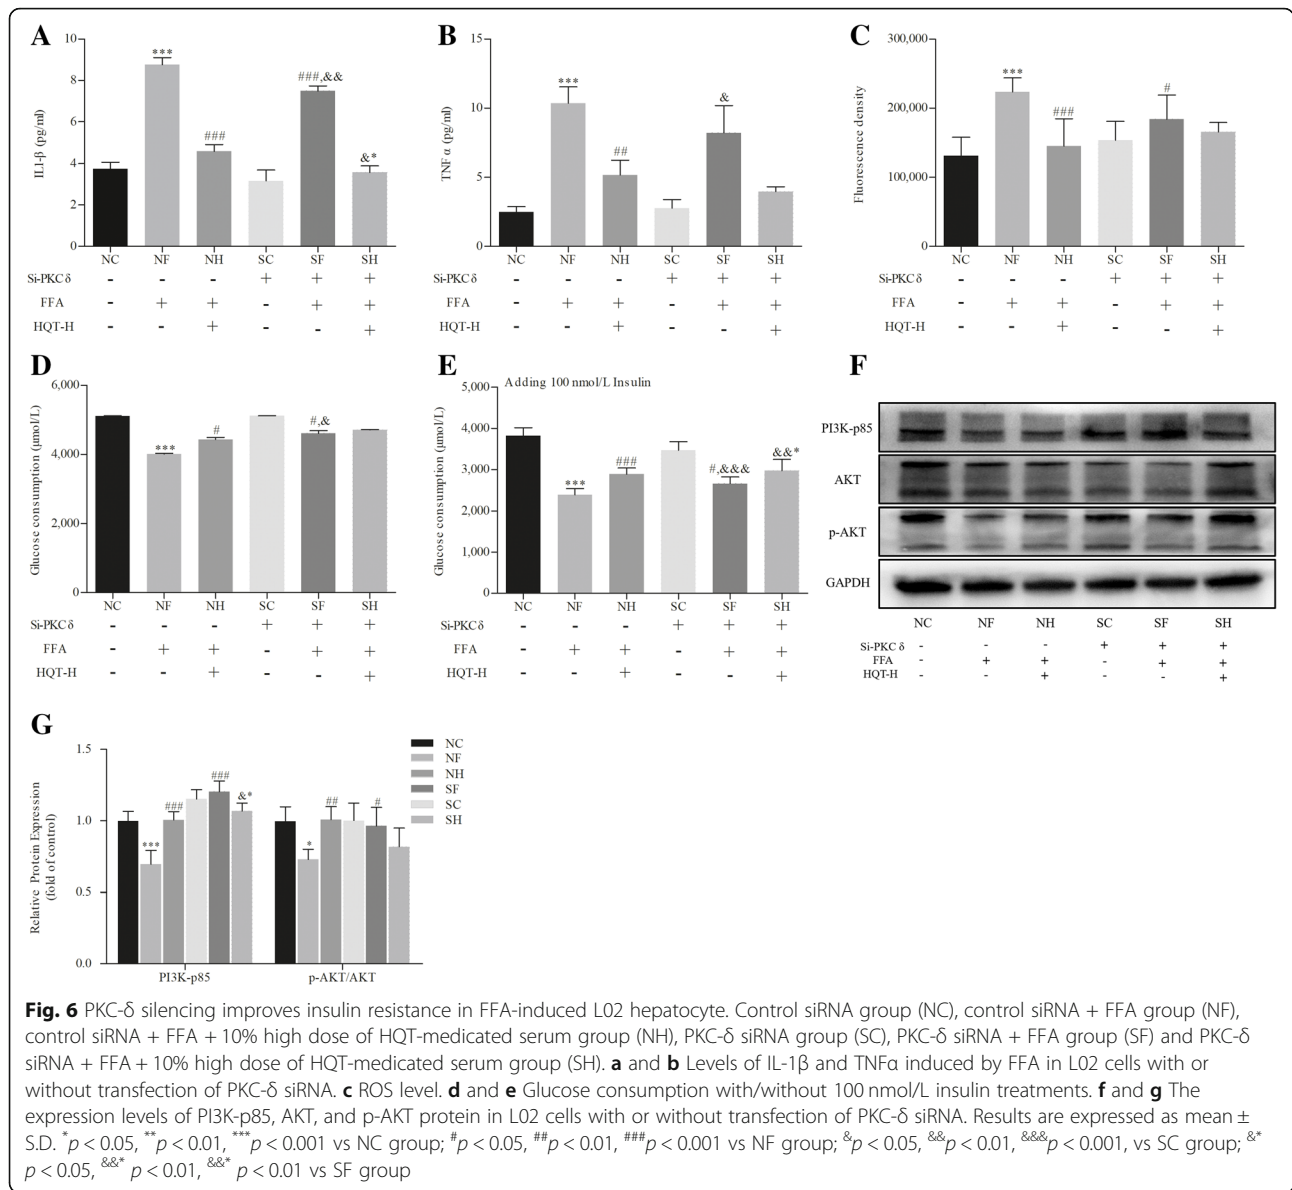 A
IL1-β (pg/ml)
10
8
6
4
2
0
***
###
###,&&
&*
NC NF NH SC SF SH
Si-PKCδ - - - + + +
FFA - + + - + +
HQT-H - - + - - +
B
TNF α (pg/ml)
15
10
5
0
***
##
&
NC NF NH SC SF SH
Si-PKCδ - - - + + +
FFA - + + - + +
HQT-H - - + - - +
C
Fluorescence density
300,000
200,000
100,000
0
***
###
#
NC NF NH SC SF SH
Si-PKCδ - - - + + +
FFA - + + - + +
HQT-H - - + - - +
D
Glucose consumption (μmol/L)
6,000
4,000
2,000
0
***
#
#,&
NC NF NH SC SF SH
Si-PKCδ - - - + + +
FFA - + + - + +
HQT-H - - + - - +
E
Adding 100 nmol/L Insulin
Glucose consumption (μmol/L)
5,000
4,000
3,000
2,000
1,000
0
***
###
#,&&&
&&*
NC NF NH SC SF SH
Si-PKCδ - - - + + +
FFA - + + - + +
HQT-H - - + - - +
F
PI3K-p85
AKT
p-AKT
GAPDH
NC NF NH SC SF SH
Si-PKC δ - - - + + +
FFA - + + - + +
HQT-H - - + - - +
G
Relative Protein Expression
(fold of control)
1.5
1.0
0.5
0.0
***
###
###
&*
*
##
#
PI3K-p85 p-AKT/AKT
NC
NF
NH
SF
SC
SH
Fig. 6 PKC-δ silencing improves insulin resistance in FFA-induced L02 hepatocyte. Control siRNA group (NC), control siRNA + FFA group (NF),
control siRNA + FFA + 10% high dose of HQT-medicated serum group (NH), PKC-δ siRNA group (SC), PKC-δ siRNA + FFA group (SF) and PKC-δ
siRNA + FFA + 10% high dose of HQT-medicated serum group (SH). a and b Levels of IL-1β and TNFα induced by FFA in L02 cells with or
without transfection of PKC-δ siRNA. c ROS level. d and e Glucose consumption with/without 100 nmol/L insulin treatments. f and g The
expression levels of PI3K-p85, AKT, and p-AKT protein in L02 cells with or without transfection of PKC-δ siRNA. Results are expressed as mean ±
S.D. *p < 0.05, **p < 0.01, ***p < 0.001 vs NC group; #p < 0.05, ##p < 0.01, ###p < 0.001 vs NF group; &p < 0.05, &&p < 0.01, &&&p < 0.001, vs SC group; &*
p < 0.05, &&* p < 0.01, &&* p < 0.01 vs SF group